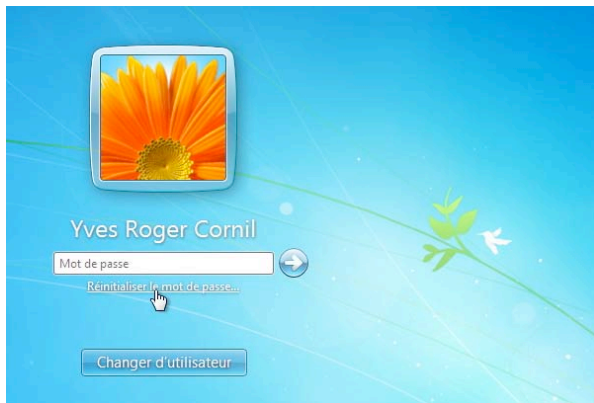 Yves Roger Cornil
Mot de passe
Réinitialiser le mot de passe...
Changer d'utilisateur